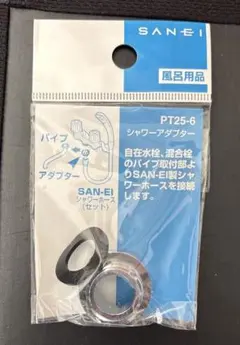 SANEI
風呂用品
PT25-6
シャワーアダプター
パイプ
アダプター
SAN-EI
シャワーホース
(セット)
自在水栓、混合栓
のパイプ取付部よ
りSAN-EI製シャ
ワーホースを接続
します。